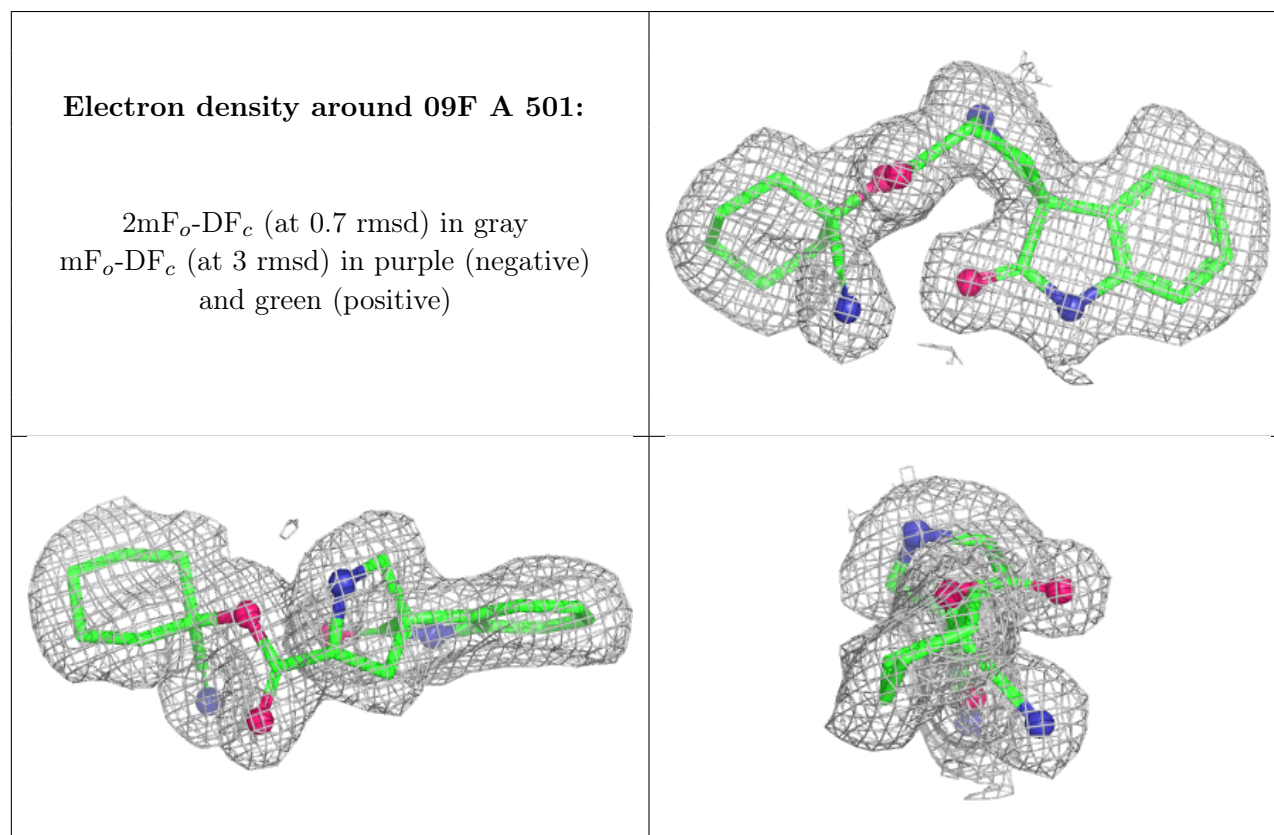 Electron density around 09F A 501:
2mFo-DFc (at 0.7 rmsd) in gray
mFo-DFc (at 3 rmsd) in purple (negative)
and green (positive)